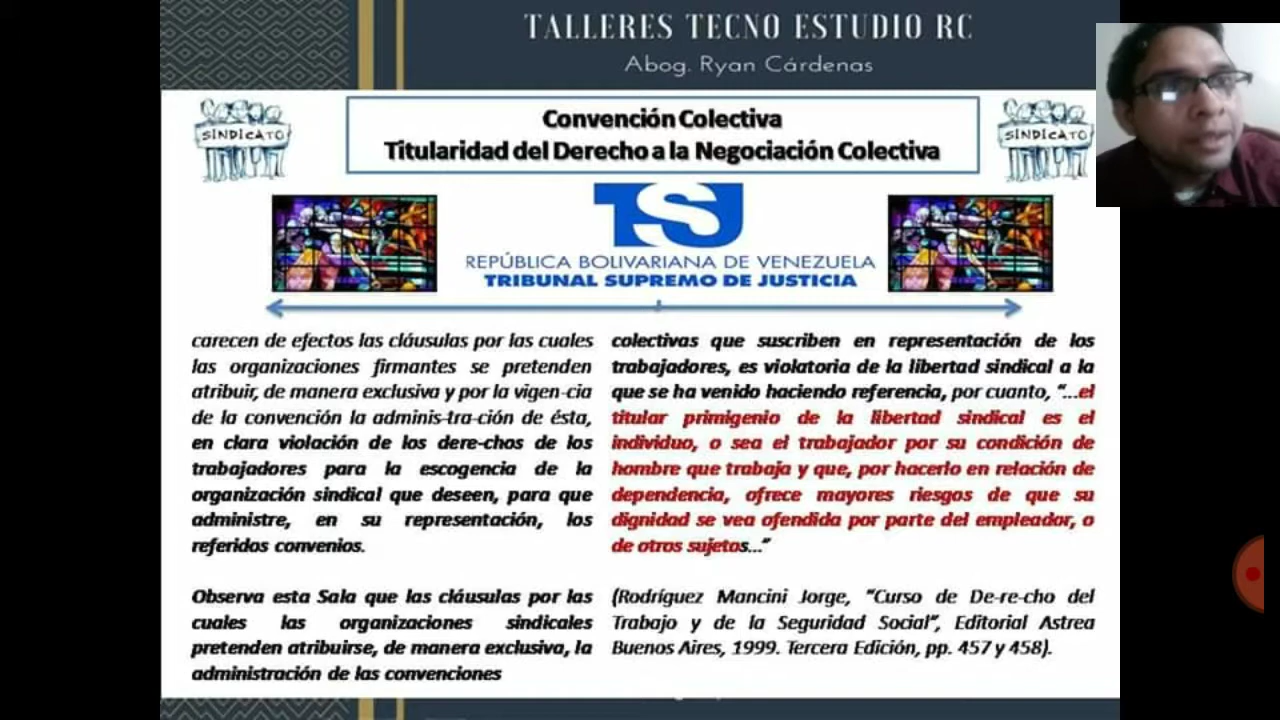 TALLERES TECNO ESTUDIO RC
Abog. Ryan Cárdenas
SINDICATO
Convención Colectiva
Titularidad del Derecho a la Negociación Colectiva
SINDICATO
TSJ
REPÚBLICA BOLIVARIANA DE VENEZUELA
TRIBUNAL SUPREMO DE JUSTICIA
carecen de efectos las cláusulas por las cuales
las organizaciones firmantes se pretenden
atribuir, de manera exclusiva y por la vigen-cia
de la convención la adminis-tra-ción de ésta,
en clara violación de los dere-chos de los
trabajadores para la escogencia de la
organización sindical que deseen, para que
administre, en su representación, los
referidos convenios.
Observa esta Sala que las cláusulas por las
cuales las organizaciones sindicales
pretenden atribuirse, de manera exclusiva, la
administración de las convenciones
colectivas que suscriben en representación de los
trabajadores, es violatoria de la libertad sindical a la
que se ha venido haciendo referencia, por cuanto, “...el
titular primigenio de la libertad sindical es el
individuo, o sea el trabajador por su condición de
hombre que trabaja y que, por hacerlo en relación de
dependencia, ofrece mayores riesgos de que su
dignidad se vea ofendida por parte del empleador, o
de otros sujetos...”
(Rodríguez Mancini Jorge, “Curso de De-re-cho del
Trabajo y de la Seguridad Social”, Editorial Astrea
Buenos Aires, 1999. Tercera Edición, pp. 457 y 458).